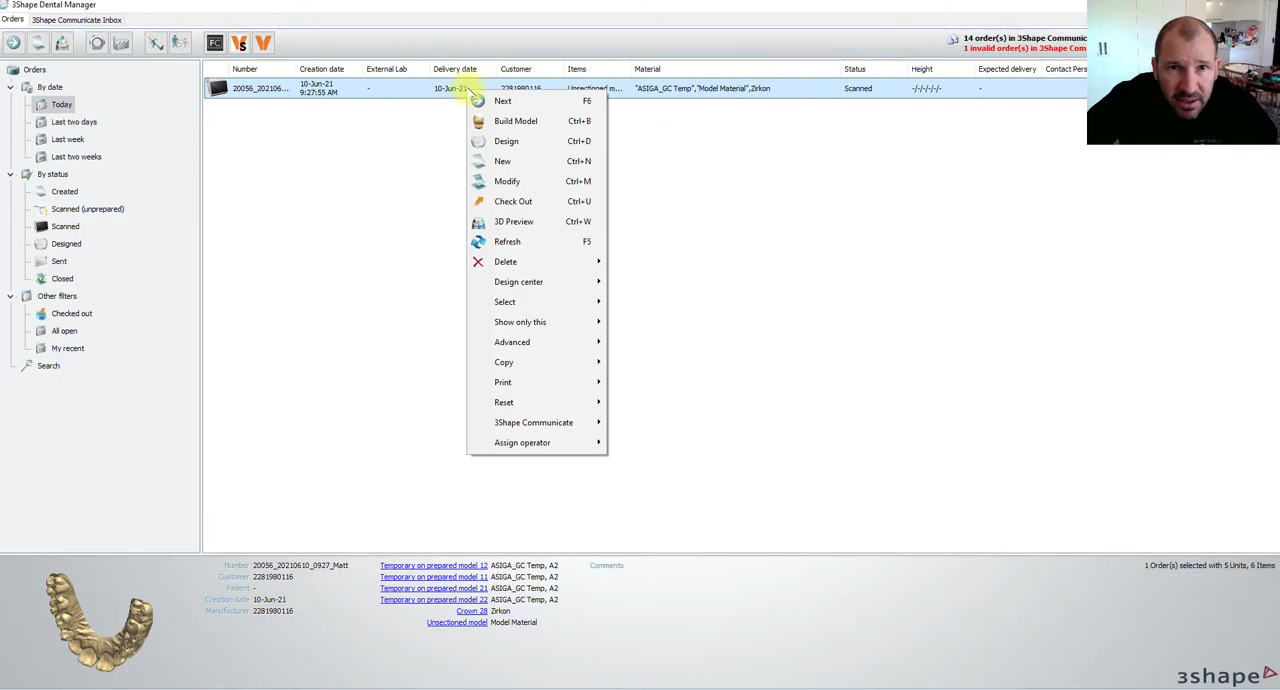 3Shape Dental Manager
Orders 3Shape Communicate Inbox
FC
14 order(s) in 3Shape Communicate
1 invalid order(s) in 3Shape Com
Orders
By date
Today
Last two days
Last week
Last two weeks
By status
Created
Scanned (unprepared)
Scanned
Designed
Sent
Closed
Other filters
Checked out
All open
My recent
Search
Number Creation date External Lab Delivery date Customer Items Material Status Height Expected delivery Contact Pers
20056_202106... 10-Jun-21 9:27:55 AM - 10-Jun-21 2281980116 Unsectioned m... "ASIGA_GC Temp","Model Material",Zirkon Scanned -/-/-/-/- -
Next F6
Build Model Ctrl+B
Design Ctrl+D
New Ctrl+N
Modify Ctrl+M
Check Out Ctrl+U
3D Preview Ctrl+W
Refresh F5
Delete
Design center
Select
Show only this
Advanced
Copy
Print
Reset
3Shape Communicate
Assign operator
Number 20056_20210610_0927_Matt
Customer 2281980116
Patient -
Creation date 10-Jun-21
Manufacturer 2281980116
Temporary on prepared model 12 ASIGA_GC Temp, A2
Temporary on prepared model 11 ASIGA_GC Temp, A2
Temporary on prepared model 21 ASIGA_GC Temp, A2
Temporary on prepared model 22 ASIGA_GC Temp, A2
Crown 28 Zirkon
Unsectioned model Model Material
Comments
1 Order(s) selected with 5 Units, 6 Items
3shape